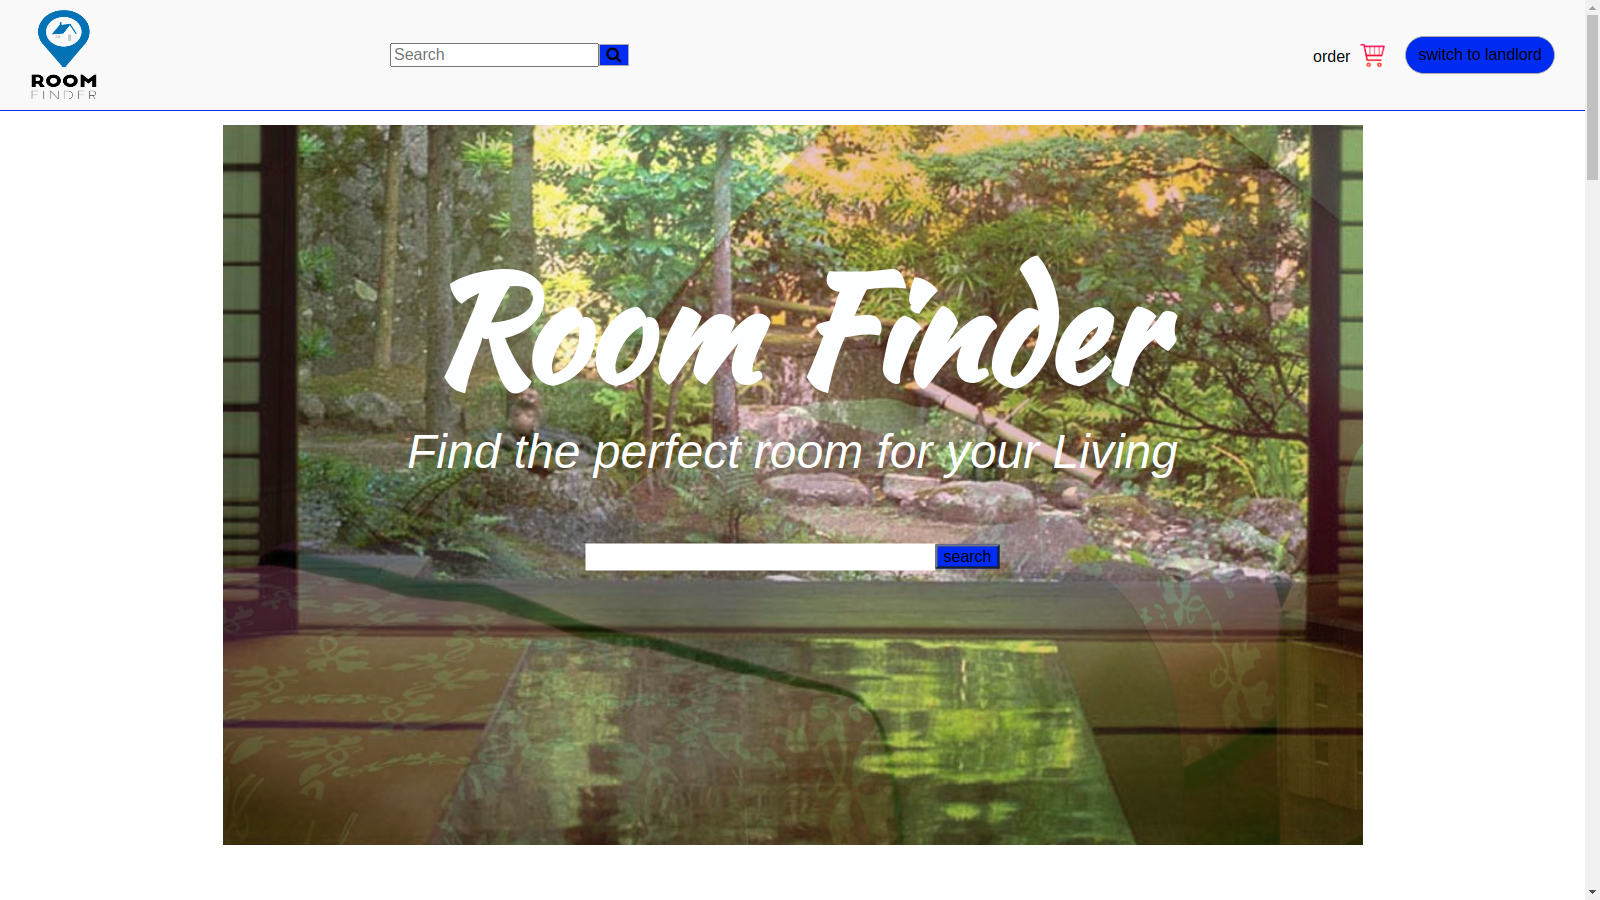 ROOM
FINDER
Search
order
switch to landlord
Room Finder
Find the perfect room for your Living
search